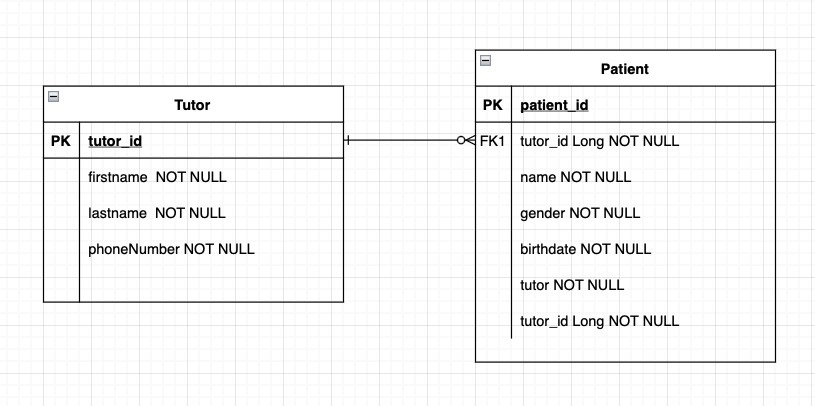 Tutor
PK tutor_id
firstname  NOT NULL
lastname  NOT NULL
phoneNumber NOT NULL
Patient
PK patient_id
FK1 tutor_id Long NOT NULL
name NOT NULL
gender NOT NULL
birthdate NOT NULL
tutor NOT NULL
tutor_id Long NOT NULL